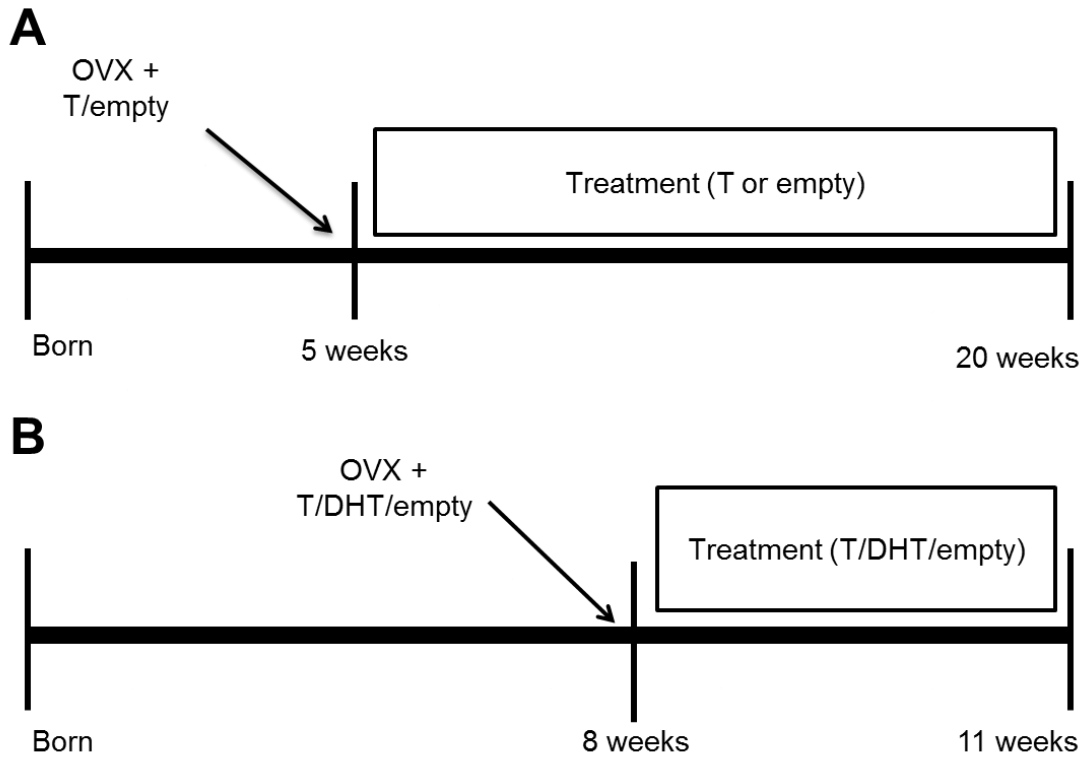 A
OVX +
T/empty
Treatment (T or empty)
Born
5 weeks
20 weeks
B
OVX +
T/DHT/empty
Treatment (T/DHT/empty)
Born
8 weeks
11 weeks